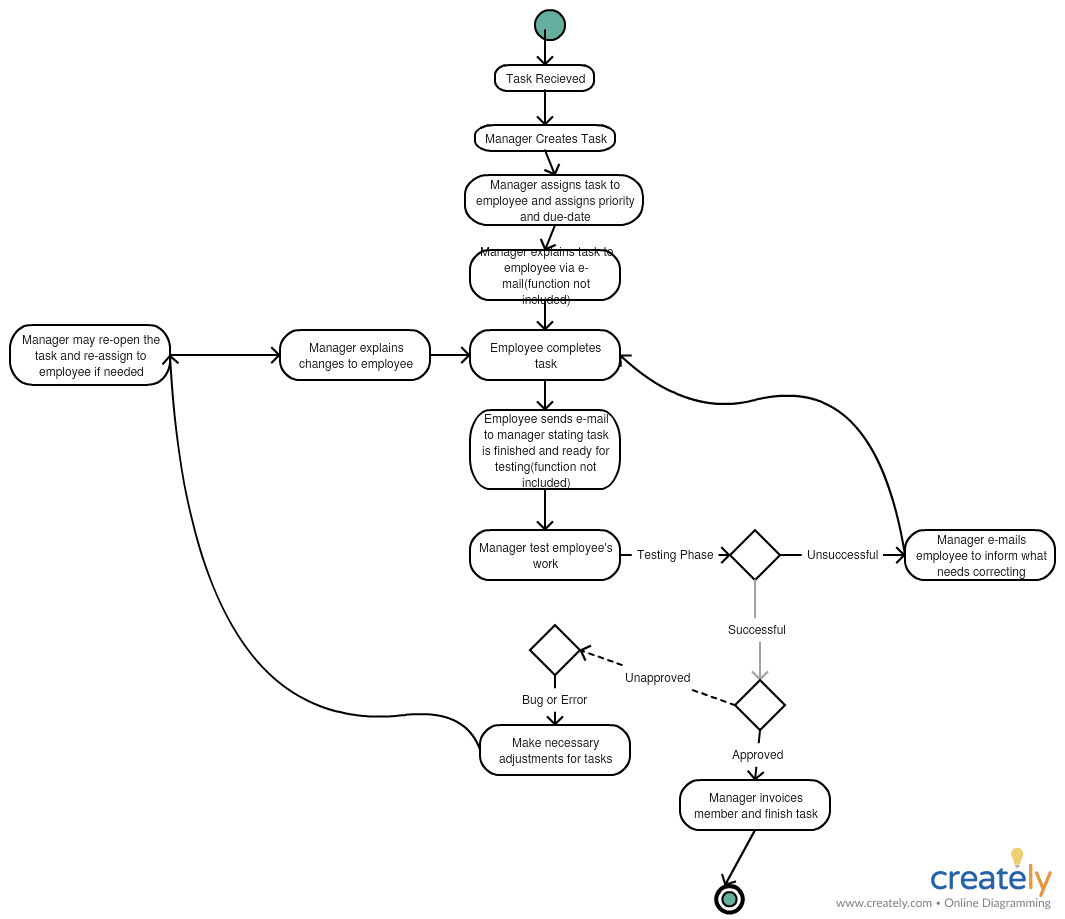 Task Recieved
Manager Creates Task
Manager assigns task to
employee and assigns priority
and due-date
Manager explains task to
employee via e-
mail(function not
included)
Manager may re-open the
task and re-assign to
employee if needed
Manager explains
changes to employee
Employee completes
task
Employee sends e-mail
to manager stating task
is finished and ready for
testing(function not
included)
Manager test employee's
work
Testing Phase
Unsuccessful
Manager e-mails
employee to inform what
needs correcting
Successful
Unapproved
Bug or Error
Make necessary
adjustments for tasks
Approved
Manager invoices
member and finish task
creately
www.creately.com • Online Diagramming